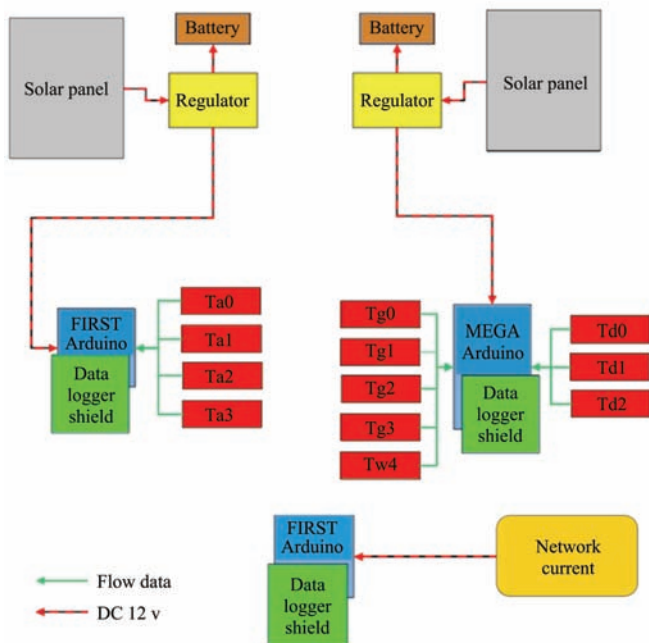 Battery
Battery
Solar panel
Regulator
Regulator
Solar panel
FIRST
Arduino
Data
logger
shield
Ta0
Ta1
Ta2
Ta3
Tg0
Tg1
Tg2
Tg3
Tw4
MEGA
Arduino
Data
logger
shield
Td0
Td1
Td2
FIRST
Arduino
Data
logger
shield
Network
current
Flow data
DC 12 v